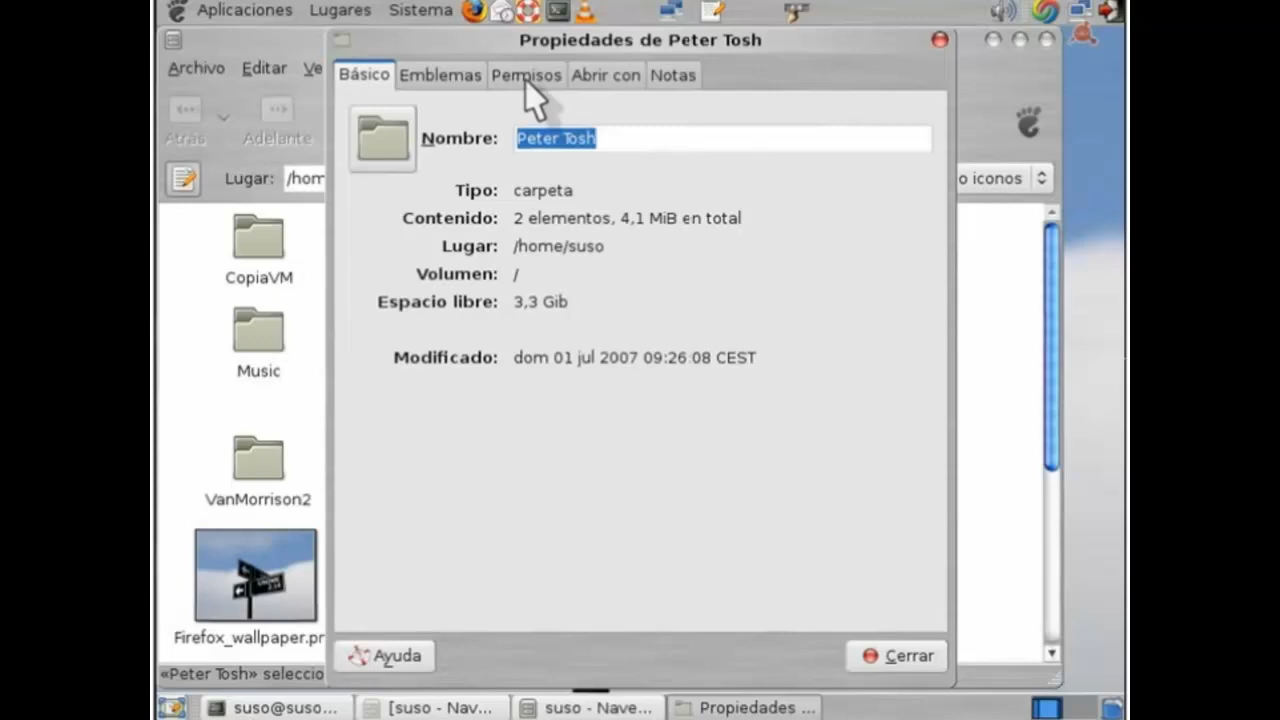 Aplicaciones Lugares Sistema
Propiedades de Peter Tosh
Archivo Editar Ve
Básico Emblemas Permisos Abrir con Notas
Atrás Adelante
Nombre: Peter Tosh
Lugar: /hom
o iconos
Tipo: carpeta
Contenido: 2 elementos, 4,1 MiB en total
Lugar: /home/suso
Volumen: /
Espacio libre: 3,3 Gib
Modificado: dom 01 jul 2007 09:26:08 CEST
CopiaVM
Music
VanMorrison2
Firefox_wallpaper.pr
Ayuda Cerrar
«Peter Tosh» seleccio
suso@suso... [suso - Nav... suso - Nave... Propiedades ...